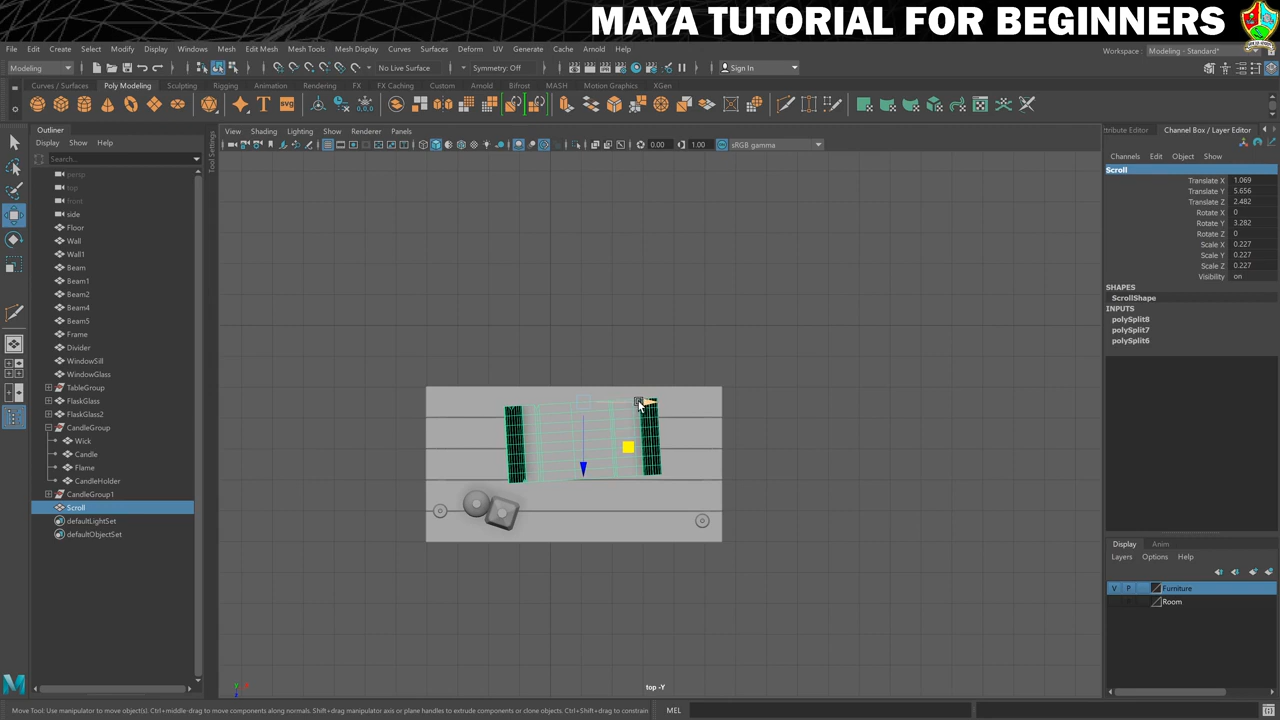 MAYA TUTORIAL FOR BEGINNERS
File Edit Create Select Modify Display Windows Mesh Edit Mesh Mesh Tools Mesh Display Curves Surfaces Deform UV Generate Cache Arnold Help
Workspace : Modeling - Standard*
Modeling No Live Surface Symmetry: Off Sign In
Curves / Surfaces Poly Modeling Sculpting Rigging Animation Rendering FX FX Caching Custom Arnold Bifrost MASH Motion Graphics XGen
Outliner
Display Show Help
Search...
Tool Settings
View Shading Lighting Show Renderer Panels
0.00 1.00 sRGB gamma
persp
top
front
side
Floor
Wall
Wall1
Beam
Beam1
Beam2
Beam4
Beam5
Frame
Divider
WindowSill
WindowGlass
TableGroup
FlaskGlass
FlaskGlass2
CandleGroup
Wick
Candle
Flame
CandleHolder
CandleGroup1
Scroll
defaultLightSet
defaultObjectSet
top -Y
ttribute Editor Channel Box / Layer Editor
Channels Edit Object Show
Scroll
Translate X 1.069
Translate Y 5.656
Translate Z 2.482
Rotate X 0
Rotate Y 3.282
Rotate Z 0
Scale X 0.227
Scale Y 0.227
Scale Z 0.227
Visibility on
SHAPES
ScrollShape
INPUTS
polySplit8
polySplit7
polySplit6
Display Anim
Layers Options Help
V P Furniture
Room
Move Tool: Use manipulator to move object(s). Ctrl+middle-drag to move components along normals. Shift+drag manipulator axis or plane handles to extrude components or clone objects. Ctrl+Shift+drag to constrain
MEL